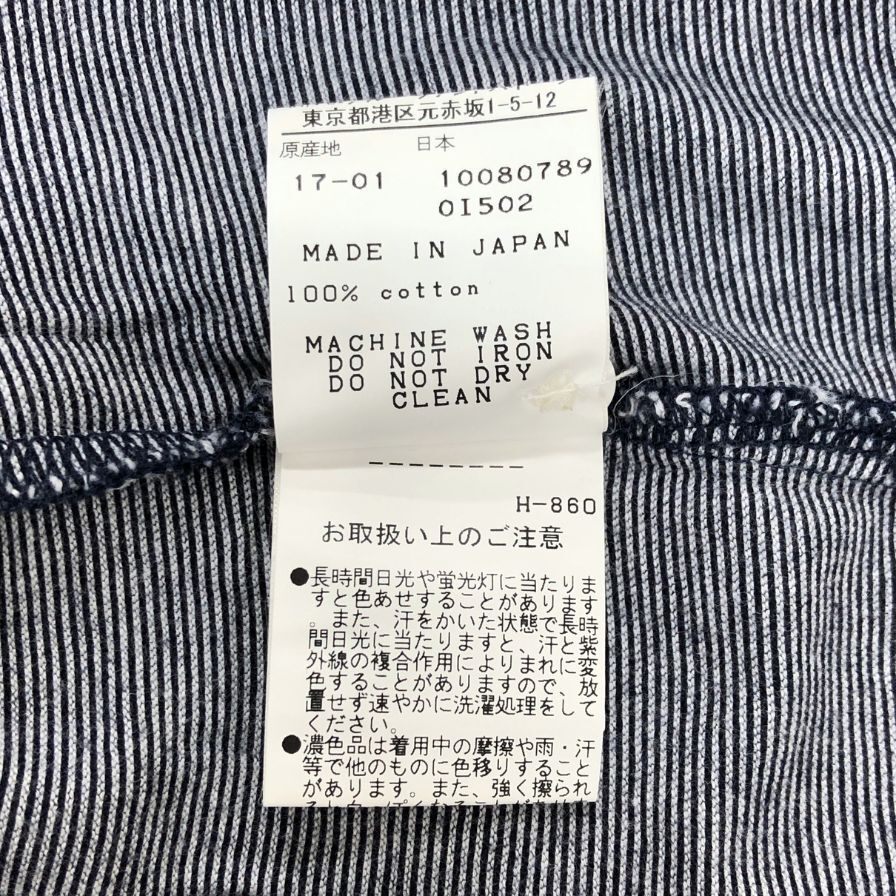 東京都港区元赤坂1-5-12
原産地 日本
17-01 10080789
01502
MADE IN JAPAN
100% cotton
MACHINE WASH
DO NOT IRON
DO NOT DRY
CLEAN
--------
H-860
お取扱い上のご注意
●長時間日光や蛍光灯に当たりま
すと色あせすることがあります
。また、汗をかいた状態で長時
間日光に当たりますと、汗と紫
外線の複合作用によりまれに変
色することがありますので、放
置せず速やかに洗濯処理をして
ください。
●濃色品は着用中の摩擦や雨・汗
等で他のものに色移りすること
があります。また、強く擦られ